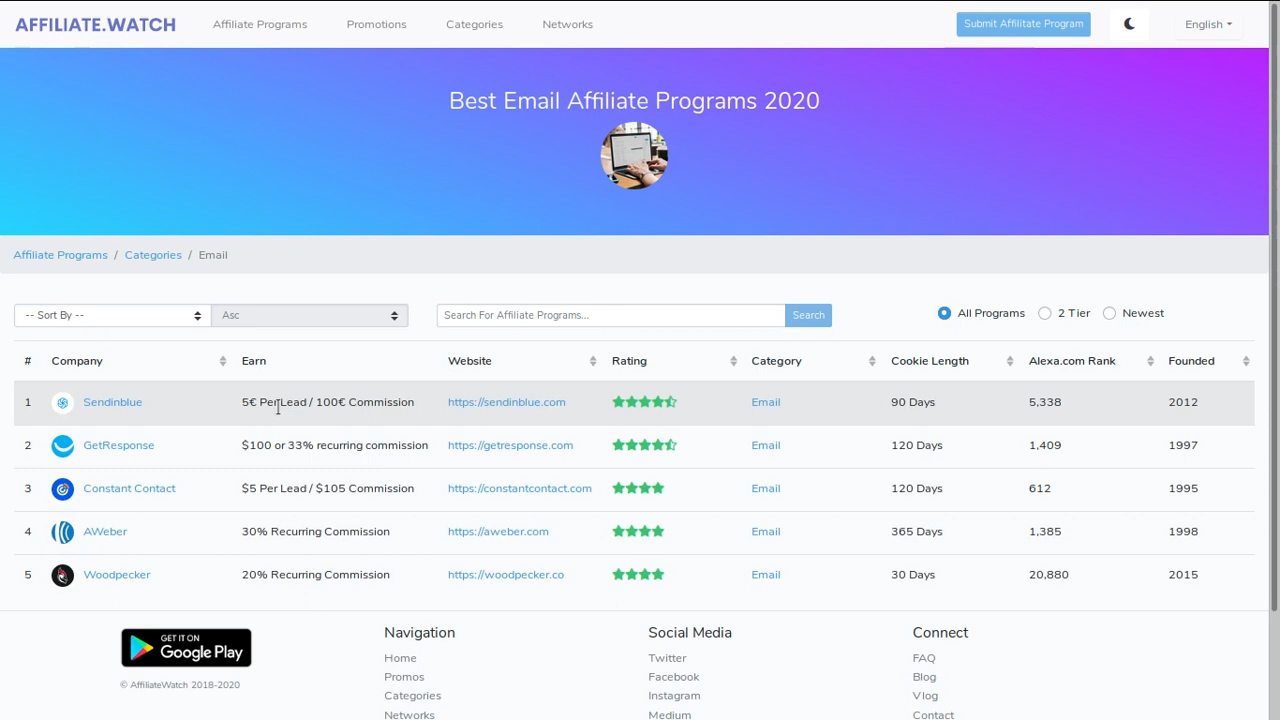 AFFILIATE.WATCH Affiliate Programs Promotions Categories Networks Submit Affilitate Program English
Best Email Affiliate Programs 2020
Affiliate Programs / Categories / Email
-- Sort By -- Asc Search For Affiliate Programs... Search All Programs 2 Tier Newest
# Company Earn Website Rating Category Cookie Length Alexa.com Rank Founded
1 Sendinblue 5€ Per Lead / 100€ Commission https://sendinblue.com Email 90 Days 5,338 2012
2 GetResponse $100 or 33% recurring commission https://getresponse.com Email 120 Days 1,409 1997
3 Constant Contact $5 Per Lead / $105 Commission https://constantcontact.com Email 120 Days 612 1995
4 AWeber 30% Recurring Commission https://aweber.com Email 365 Days 1,385 1998
5 Woodpecker 20% Recurring Commission https://woodpecker.co Email 30 Days 20,880 2015
GET IT ON
Google Play
© AffiliateWatch 2018-2020
Navigation
Home
Promos
Categories
Networks
Social Media
Twitter
Facebook
Instagram
Medium
Connect
FAQ
Blog
Vlog
Contact